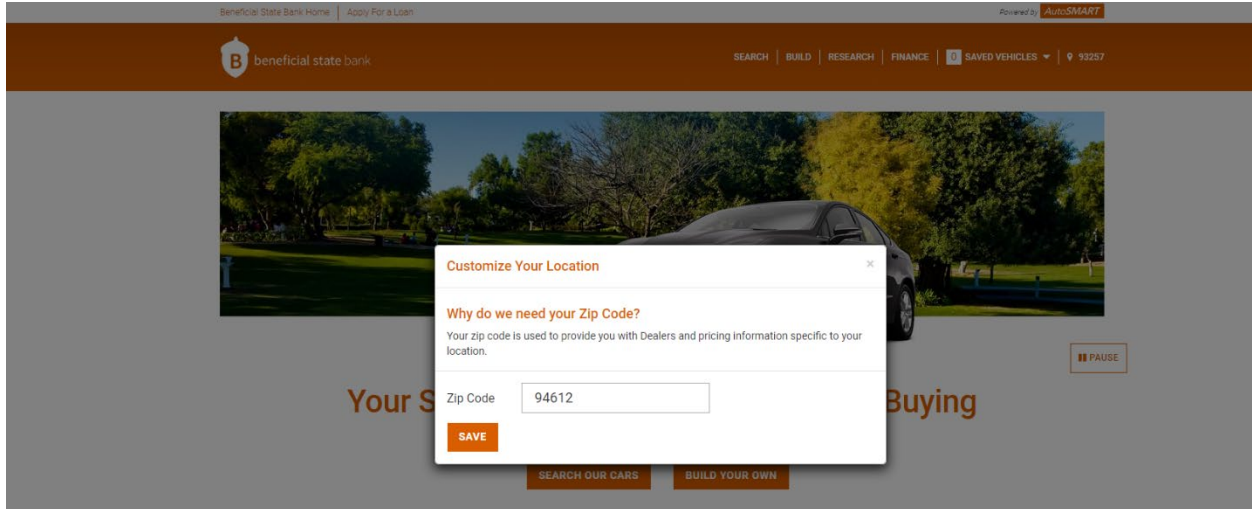 Beneficial State Bank Home | Apply For a Loan
Powered by AutoSMART
B beneficial state bank
SEARCH | BUILD | RESEARCH | FINANCE | 0 SAVED VEHICLES | 93257
Customize Your Location ×
Why do we need your Zip Code?
Your zip code is used to provide you with Dealers and pricing information specific to your
location.
PAUSE
Zip Code 94612
Your S
Buying
SAVE
SEARCH OUR CARS
BUILD YOUR OWN